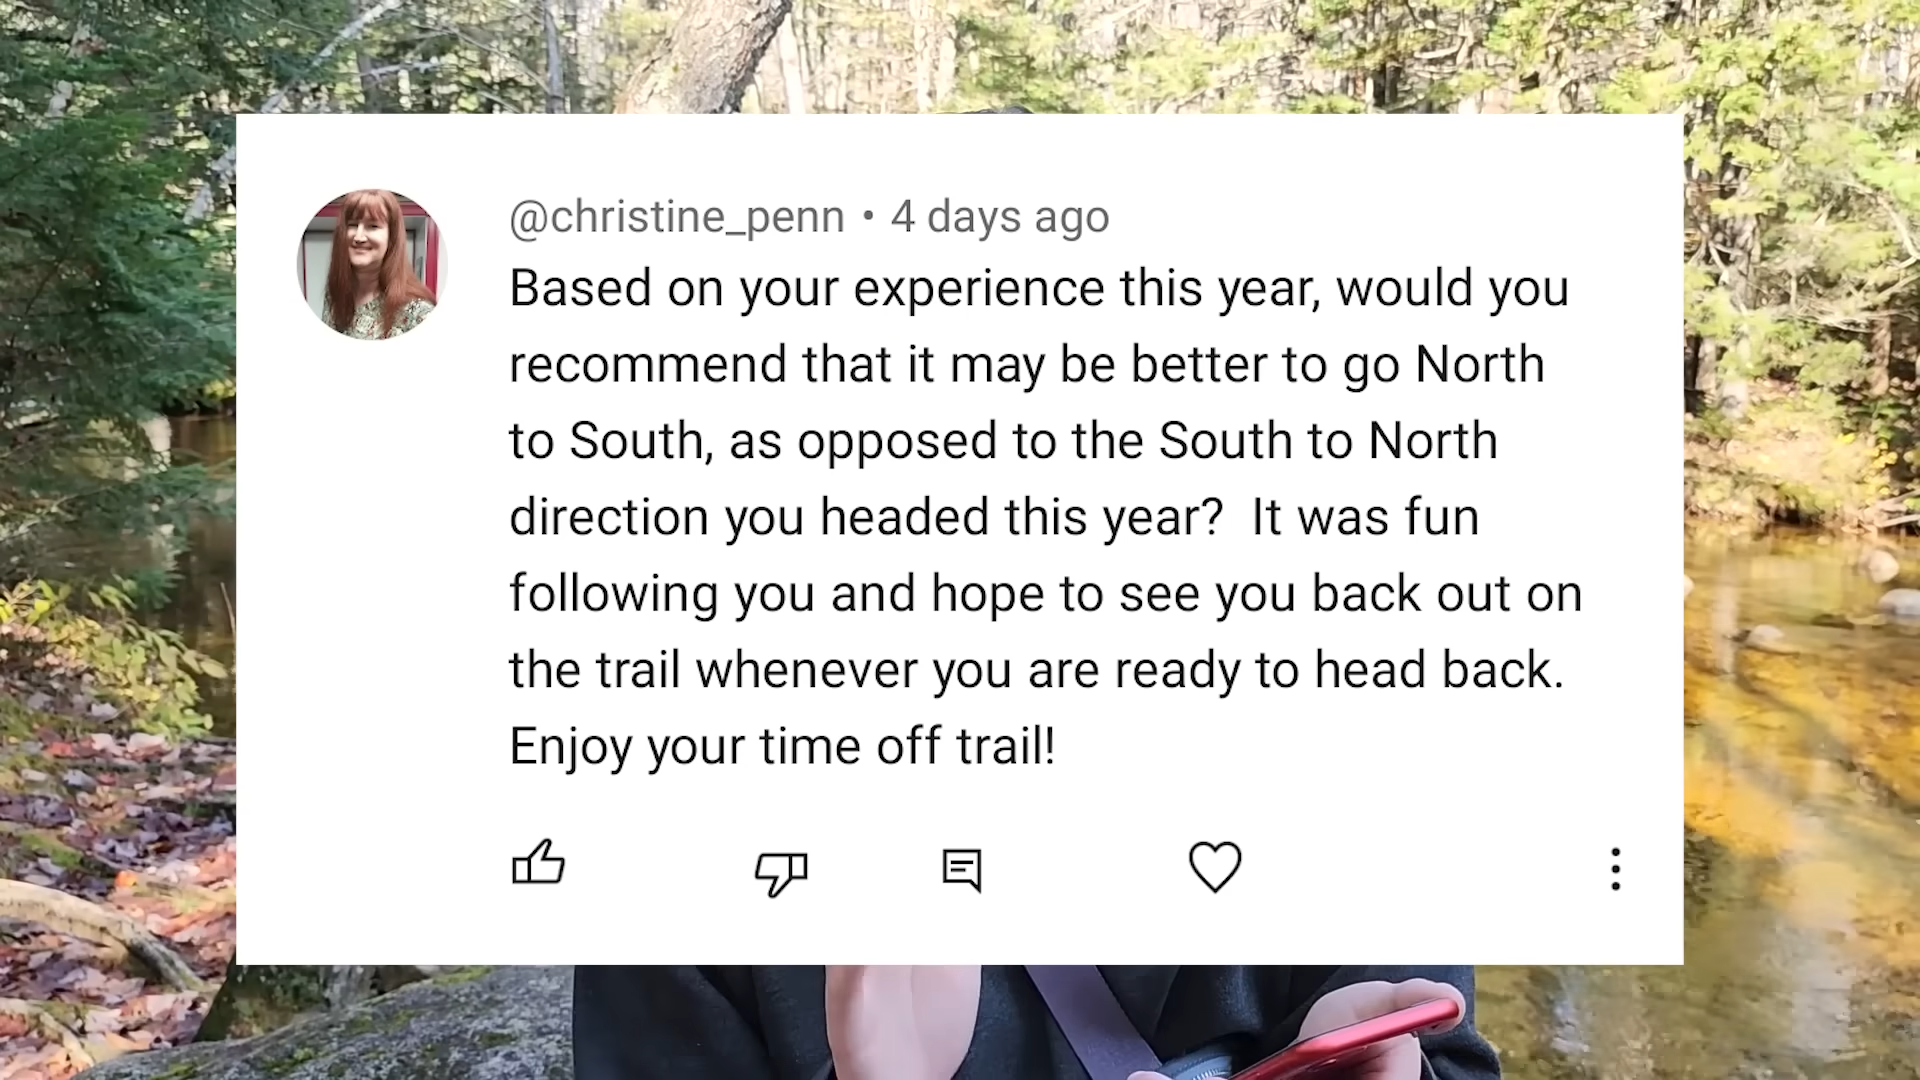 @christine_penn • 4 days ago
Based on your experience this year, would you
recommend that it may be better to go North
to South, as opposed to the South to North
direction you headed this year?  It was fun
following you and hope to see you back out on
the trail whenever you are ready to head back.
Enjoy your time off trail!